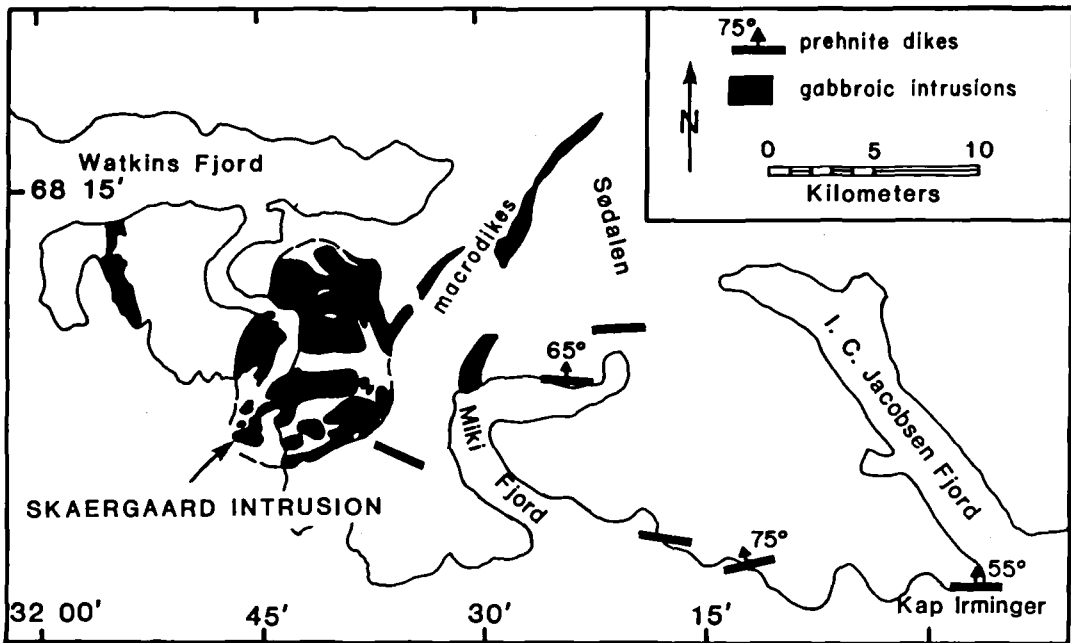 75°
prehnite dikes
gabbroic intrusions
N
0 5 10
Kilometers
Watkins Fjord
68 15'
macrodikes
Sødalen
I. C. Jacobsen Fjord
65°
Miki
Fjord
SKAERGAARD INTRUSION
75°
55°
Kap Irminger
32 00' 45' 30' 15'